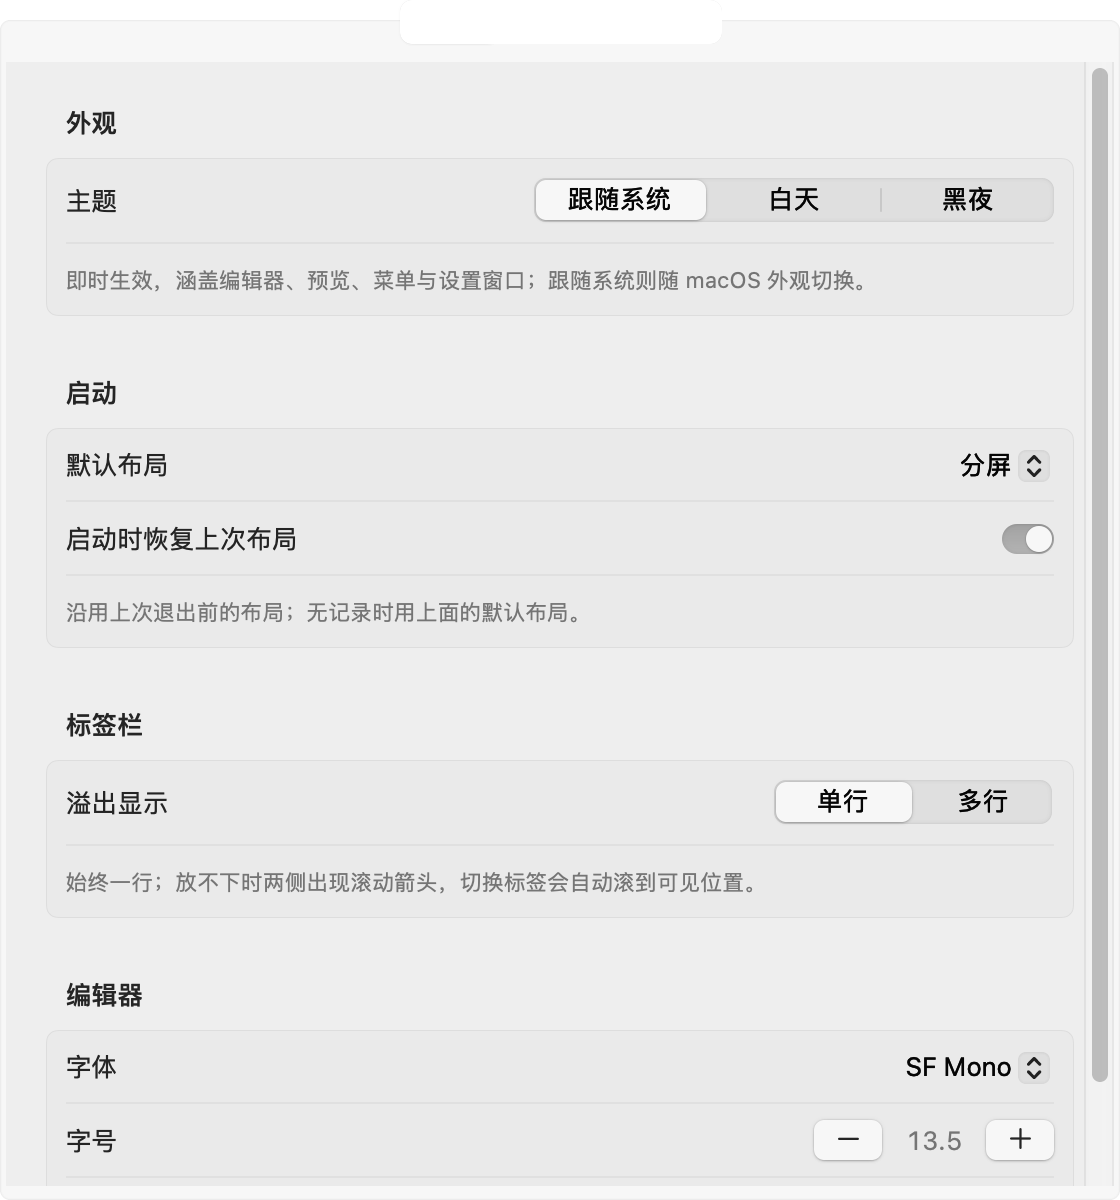 外观
主题 跟随系统 白天 黑夜
即时生效，涵盖编辑器、预览、菜单与设置窗口；跟随系统则随 macOS 外观切换。
启动
默认布局 分屏
启动时恢复上次布局
沿用上次退出前的布局；无记录时用上面的默认布局。
标签栏
溢出显示 单行 多行
始终一行；放不下时两侧出现滚动箭头，切换标签会自动滚到可见位置。
编辑器
字体 SF Mono
字号 — 13.5 +